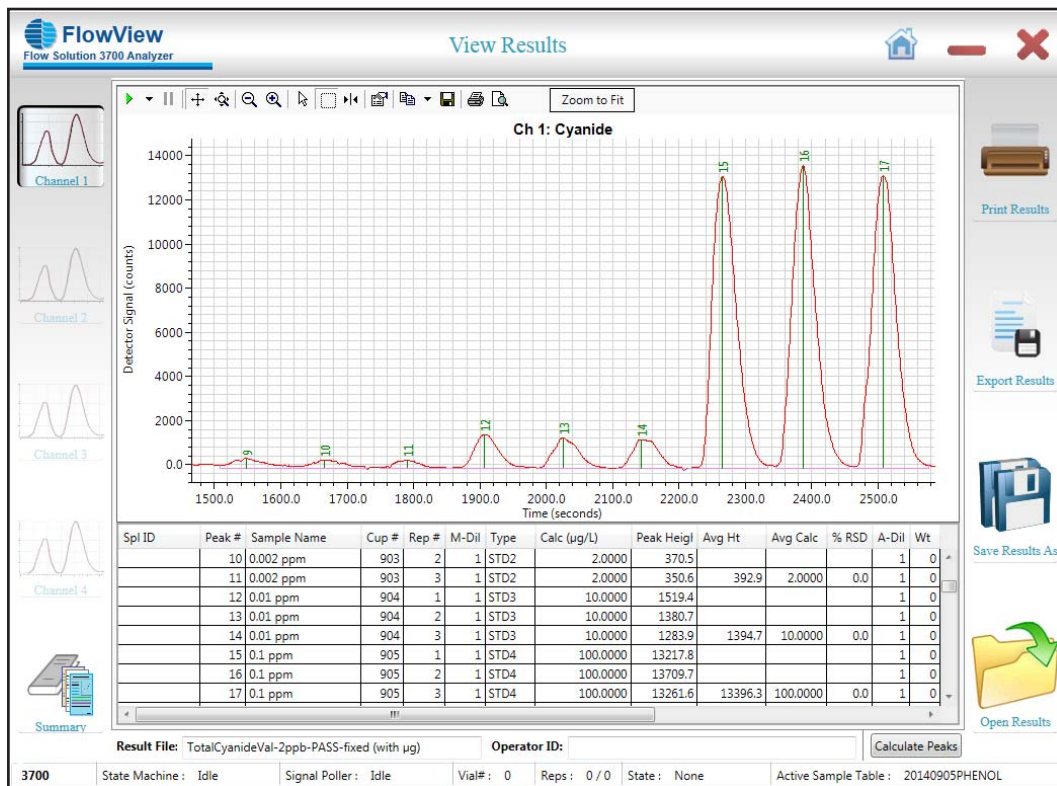 FlowView
Flow Solution 3700 Analyzer
View Results
Zoom to Fit
Channel 1
Channel 2
Channel 3
Channel 4
Summary
Ch 1: Cyanide
Detector Signal (counts)
14000
12000
10000
8000
6000
4000
2000
0.0
9
10
11
12
13
14
15
16
17
1500.0 1600.0 1700.0 1800.0 1900.0 2000.0 2100.0 2200.0 2300.0 2400.0 2500.0
Time (seconds)
Spl ID Peak # Sample Name Cup # Rep # M-Dil Type Calc (µg/L) Peak Heigl Avg Ht Avg Calc % RSD A-Dil Wt
10 0.002 ppm 903 2 1 STD2 2.0000 370.5 1 0
11 0.002 ppm 903 3 1 STD2 2.0000 350.6 392.9 2.0000 0.0 1 0
12 0.01 ppm 904 1 1 STD3 10.0000 1519.4 1 0
13 0.01 ppm 904 2 1 STD3 10.0000 1380.7 1 0
14 0.01 ppm 904 3 1 STD3 10.0000 1283.9 1394.7 10.0000 0.0 1 0
15 0.1 ppm 905 1 1 STD4 100.0000 13217.8 1 0
16 0.1 ppm 905 2 1 STD4 100.0000 13709.7 1 0
17 0.1 ppm 905 3 1 STD4 100.0000 13261.6 13396.3 100.0000 0.0 1 0
Print Results
Export Results
Save Results As
Open Results
Result File: TotalCyanideVal-2ppb-PASS-fixed (with µg) Operator ID: Calculate Peaks
3700 State Machine : Idle Signal Poller : Idle Vial# : 0 Reps : 0 / 0 State : None Active Sample Table : 20140905PHENOL